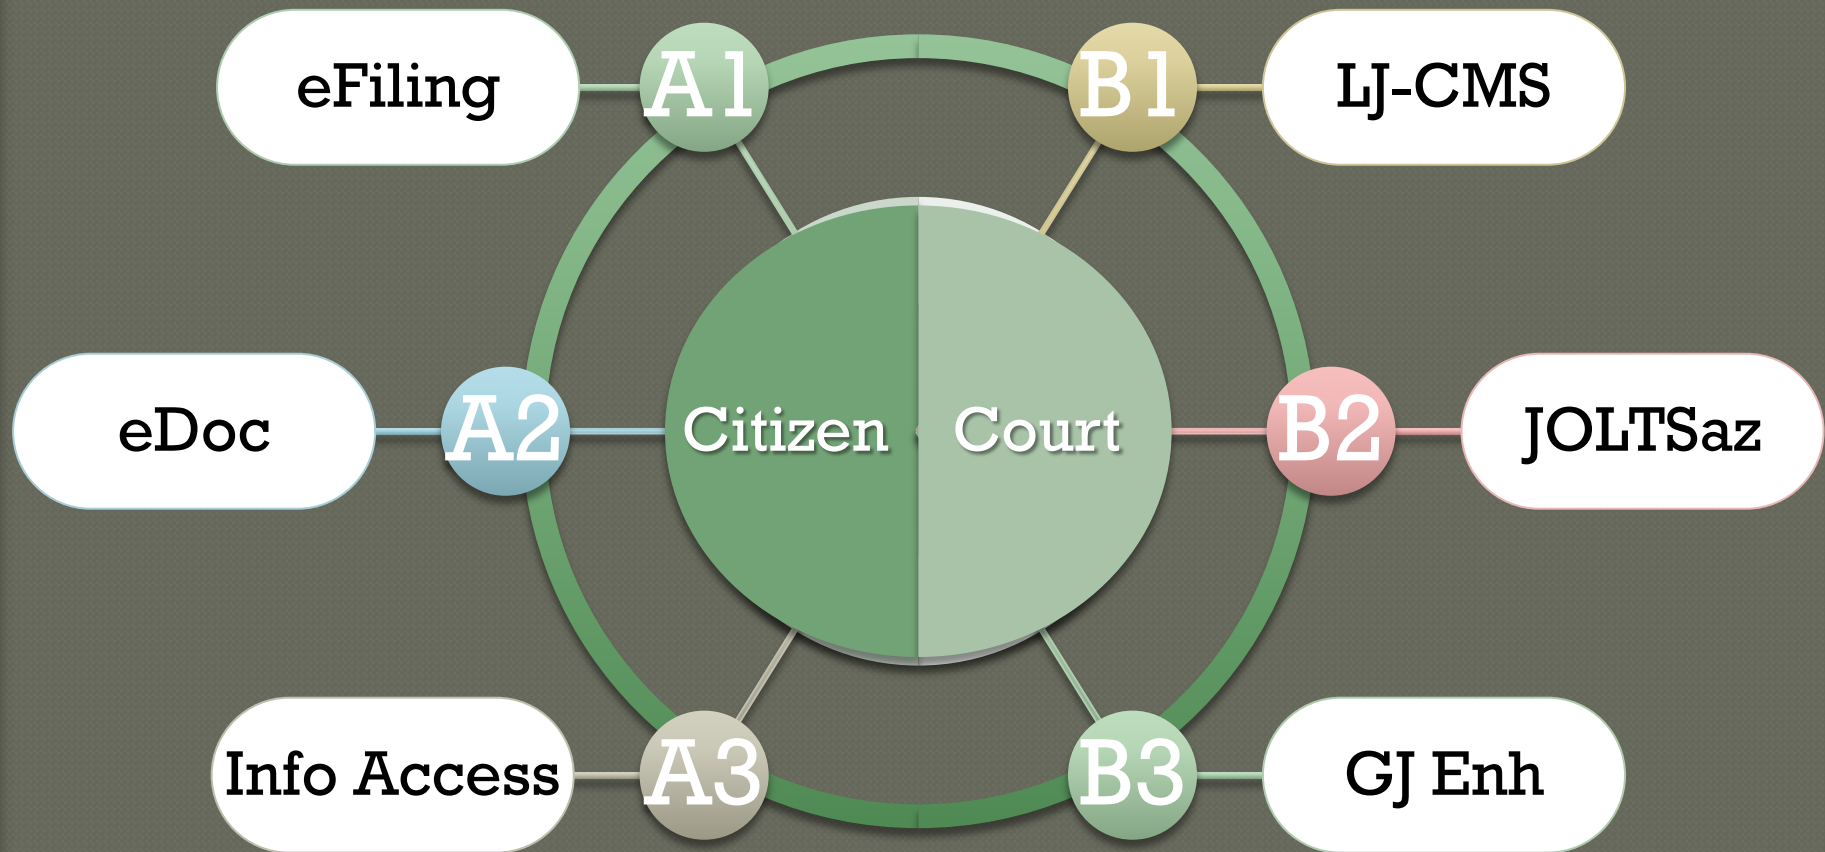 eFiling
A1
B1
LJ-CMS
eDoc
A2
Citizen
Court
B2
JOLTSaz
Info Access
A3
B3
GJ Enh